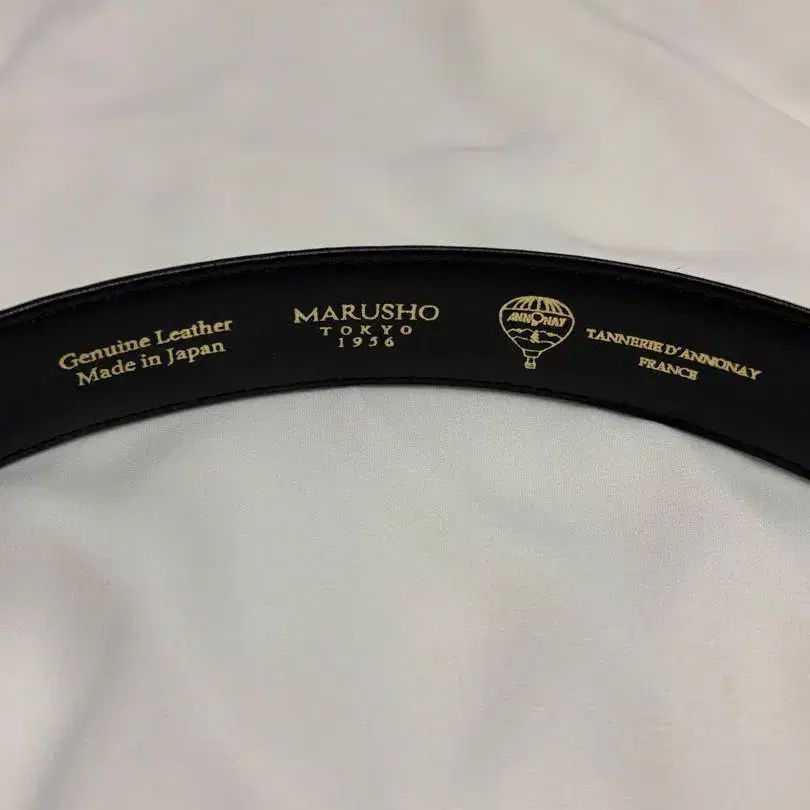 Genuine Leather
Made in Japan
MARUSHO
TOKYO
1956
ANNONAY
TANNERIE D'ANNONAY
FRANCE